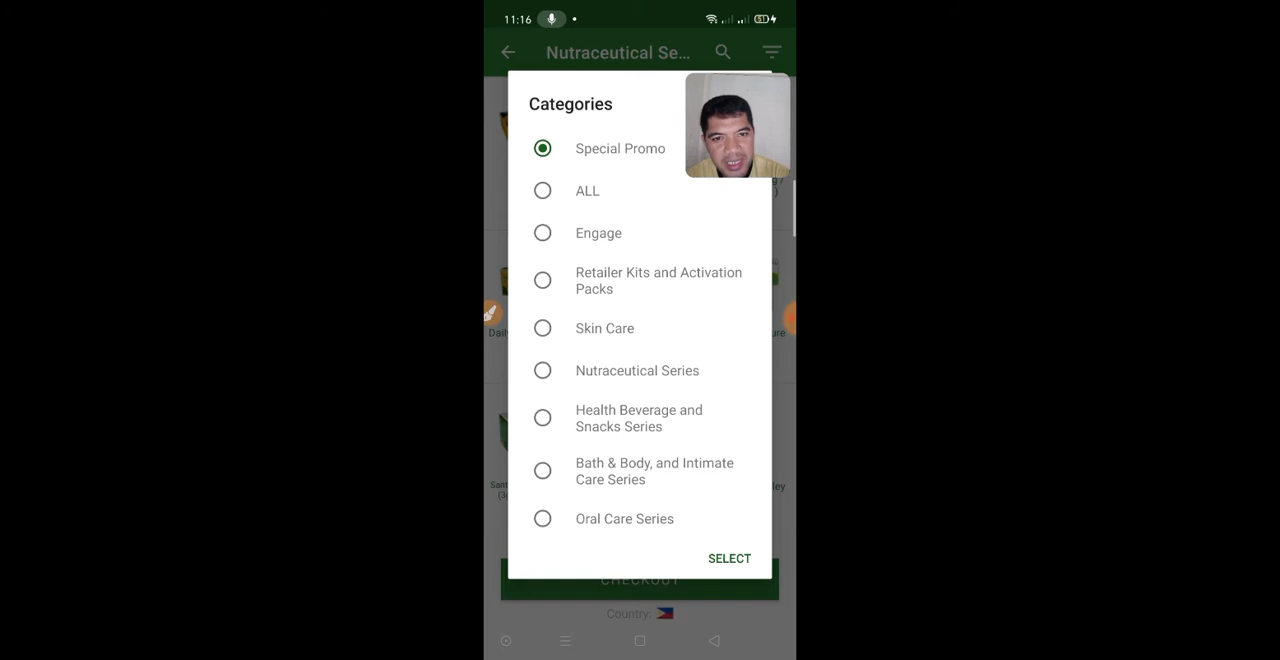 11:16
51
Nutraceutical Se...
Categories
Special Promo
ALL
Engage
Retailer Kits and Activation
Packs
Skin Care
Nutraceutical Series
Health Beverage and
Snacks Series
Bath & Body, and Intimate
Care Series
Oral Care Series
SELECT
CHECKOUT
Country: